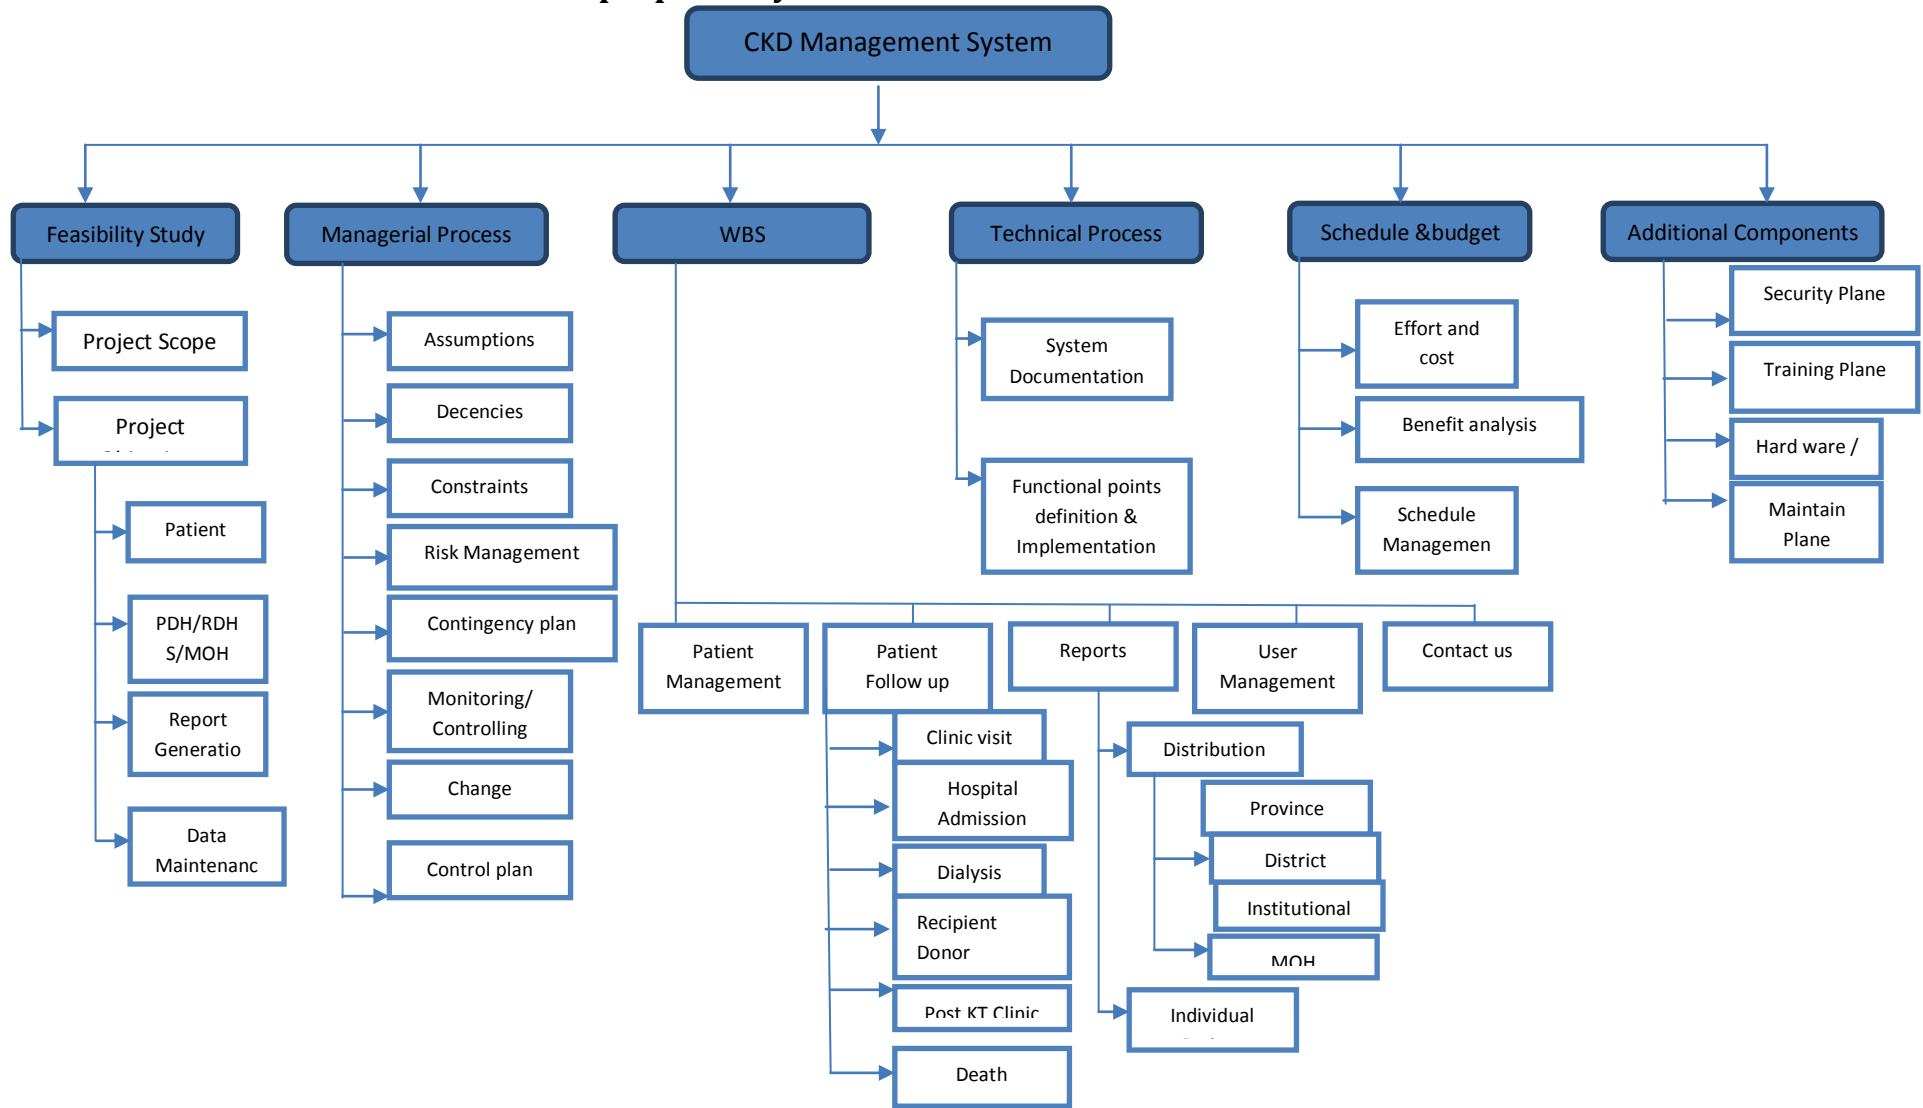 CKD Management System
Feasibility Study
Managerial Process
WBS
Technical Process
Schedule &budget
Additional Components
Project Scope
Project
Patient
PDH/RDH
S/MOH
Report
Generatio
Data
Maintenanc
Assumptions
Decencies
Constraints
Risk Management
Contingency plan
Monitoring/
Controlling
Change
Control plan
Patient
Management
Patient
Follow up
Clinic visit
Hospital
Admission
Dialysis
Recipient
Donor
Post KT Clinic
Death
Reports
Distribution
Province
District
Institutional
MOH
Individual
User
Management
Contact us
System
Documentation
Functional points
definition &
Implementation
Effort and
cost
Benefit analysis
Schedule
Managemen
Security Plane
Training Plane
Hard ware /
Maintain
Plane